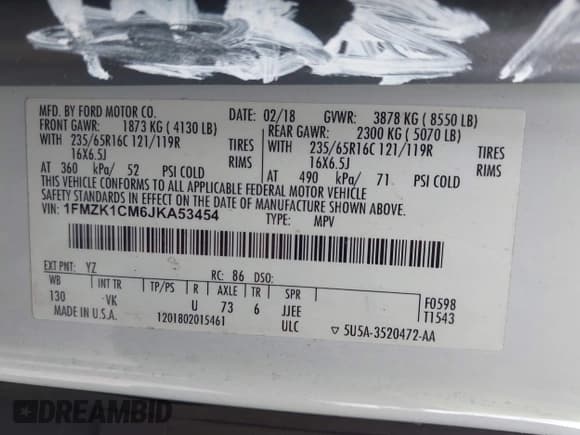 MFD. BY FORD MOTOR CO. DATE: 02/18 GVWR: 3878 KG ( 8550 LB)
FRONT GAWR: 1873 KG ( 4130 LB) REAR GAWR: 2300 KG ( 5070 LB)
WITH 235/65R16C 121/119R TIRES WITH 235/65R16C 121/119R TIRES
16X6.5J RIMS 16X6.5J RIMS
AT 360 kPa/ 52 PSI COLD AT 490 kPa/ 71 PSI COLD
THIS VEHICLE CONFORMS TO ALL APPLICABLE FEDERAL MOTOR VEHICLE
SAFETY STANDARDS IN EFFECT ON THE DATE OF MANUFACTURE SHOWN ABOVE.
VIN: 1FMZK1CM6JKA53454 TYPE: MPV
EXT PNT: YZ RC: 86 DSO:
WB INT TR TP/PS R AXLE TR SPR F0598
130 VK U 73 6 JJEE T1543
MADE IN U.S.A. 1201802015461 ULC ▽ 5U5A-3520472-AA
DREAMBID